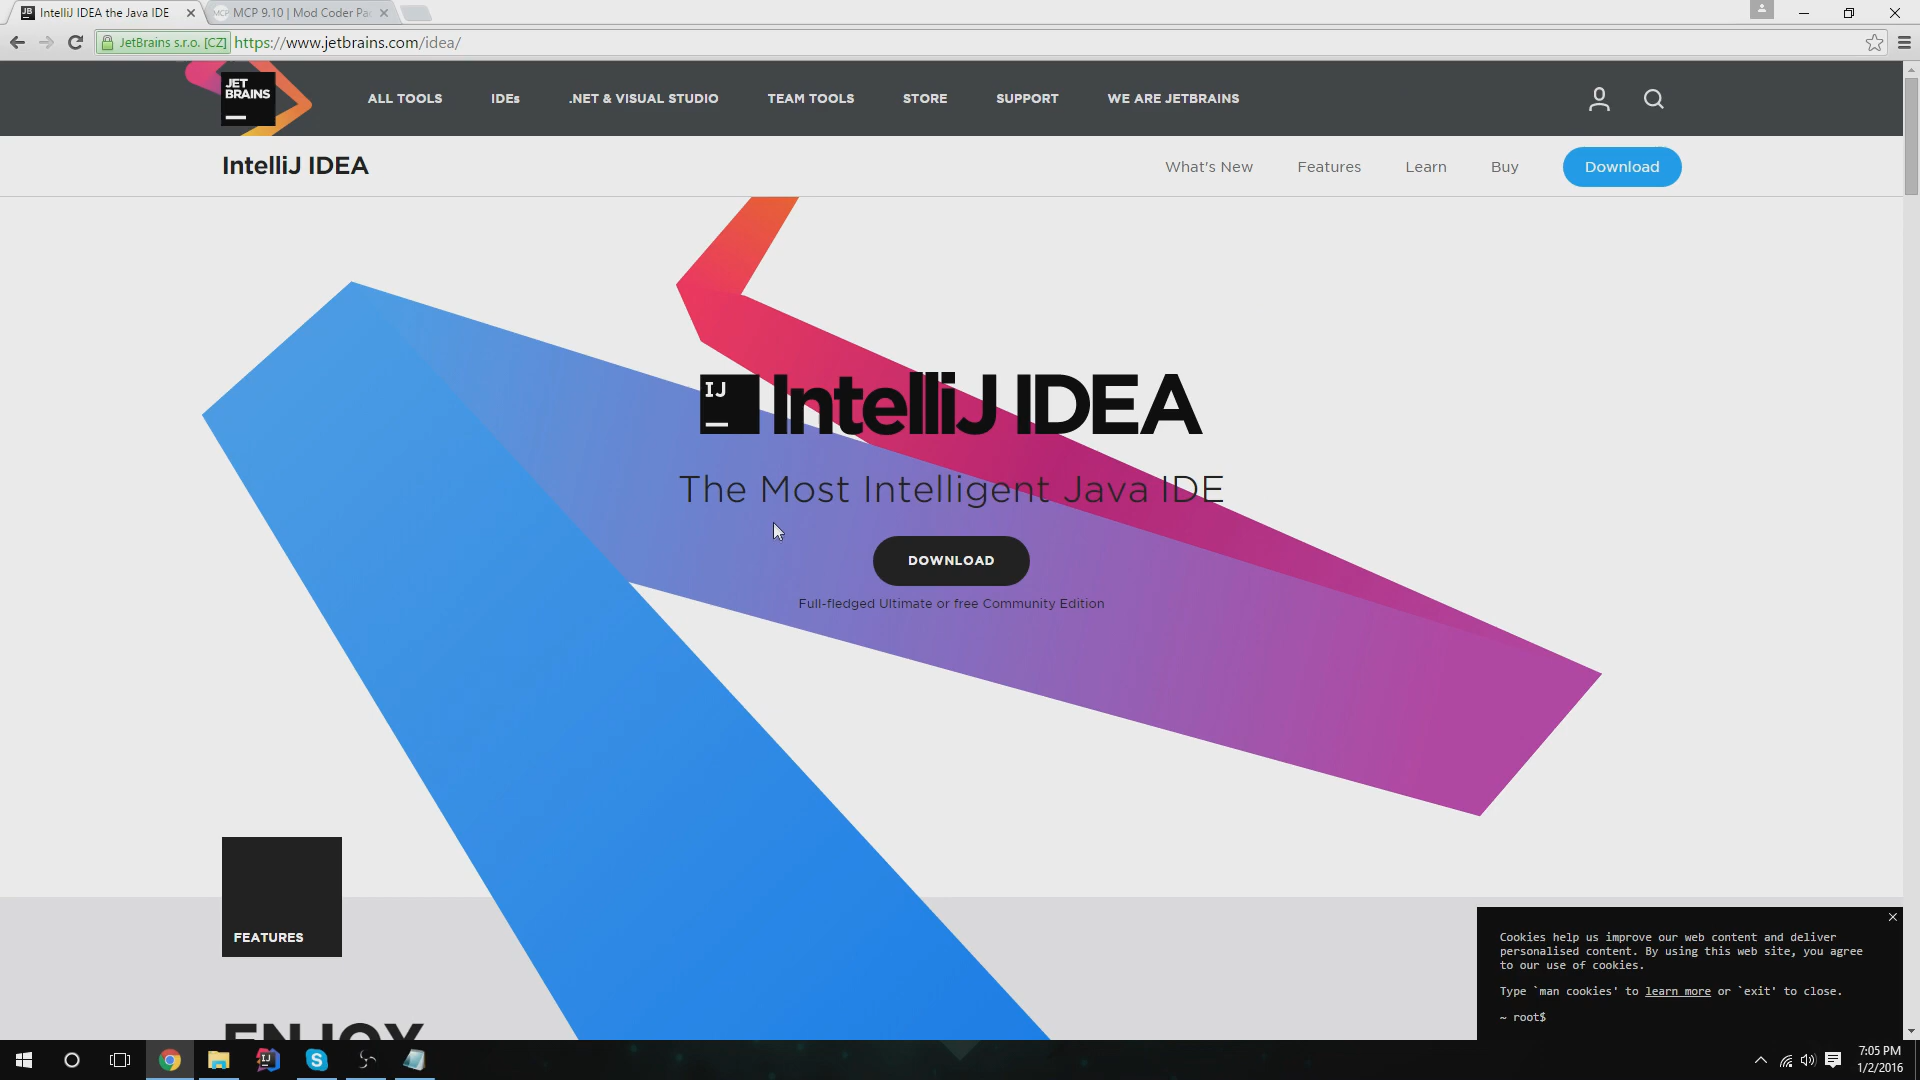 IntelliJ IDEA the Java IDE
MCP 9.10 | Mod Coder Pa
JetBrains s.r.o. [CZ] https://www.jetbrains.com/idea/
JET
BRAINS
ALL TOOLS
IDEs
.NET & VISUAL STUDIO
TEAM TOOLS
STORE
SUPPORT
WE ARE JETBRAINS
IntelliJ IDEA
What's New
Features
Learn
Buy
Download
IJ
IntelliJ IDEA
The Most Intelligent Java IDE
DOWNLOAD
Full-fledged Ultimate or free Community Edition
FEATURES
ENJOY
Cookies help us improve our web content and deliver
personalised content. By using this web site, you agree
to our use of cookies.
Type `man cookies' to learn more or `exit' to close.
~ root$
7:05 PM
1/2/2016